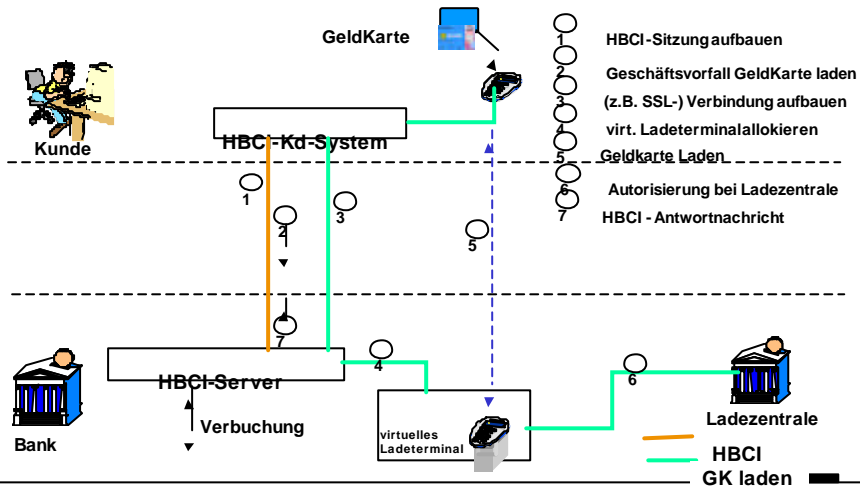 GeldKarte
1 HBCI-Sitzung aufbauen
2 Geschäftsvorfall GeldKarte laden
3 (z.B. SSL-) Verbindung aufbauen
4 virt. Ladeterminalallokieren
5 Geldkarte Laden
6 Autorisierung bei Ladezentrale
7 HBCI - Antwortnachricht
Kunde
HBCI-Kd-System
1
2
3
5
7
4
6
HBCI-Server
Bank
Verbuchung
virtuelles
Ladeterminal
Ladezentrale
HBCI
GK laden